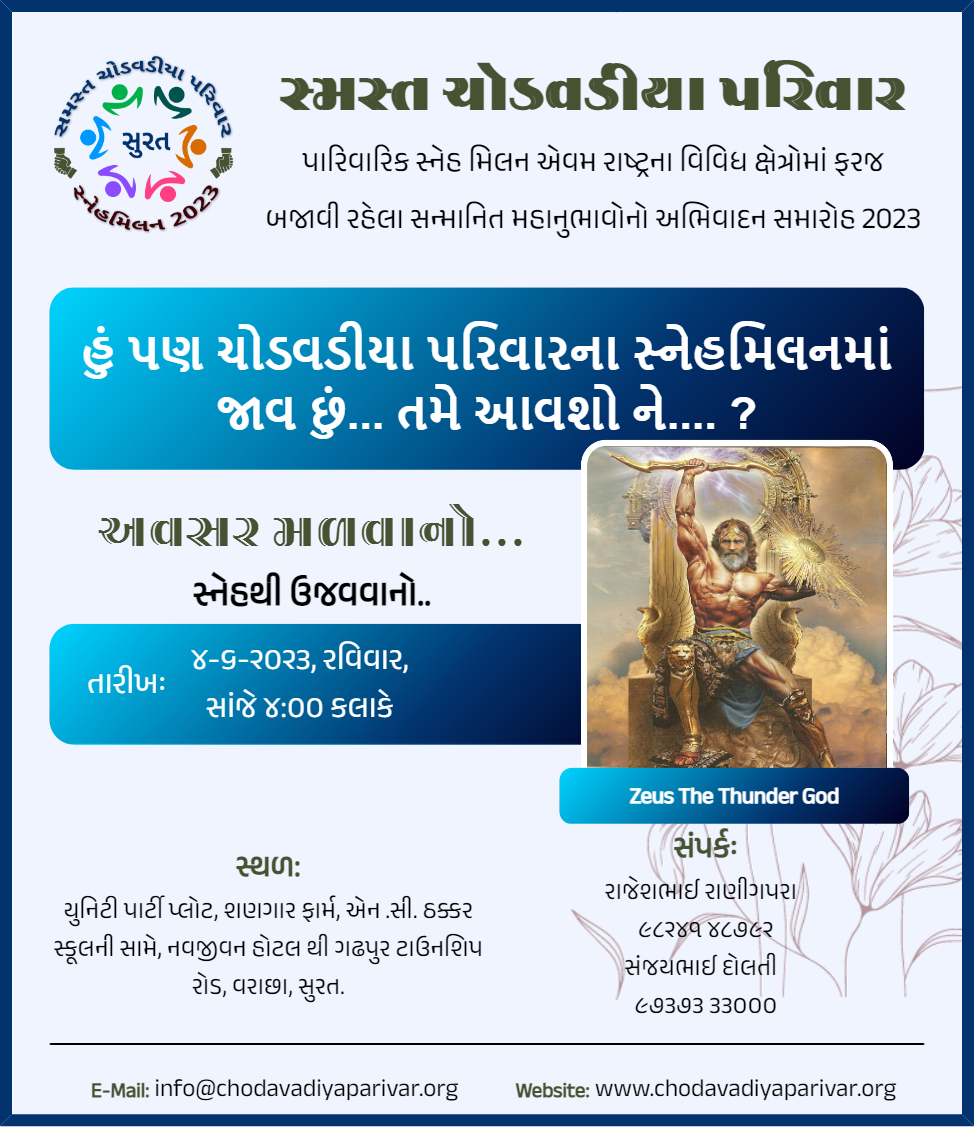 સમસ્ત ચોડવડીયા પરિવાર
સુરત
સ્નેહમિલન 2023
સ્મસ્ત ચોડવડીયા પરિવાર
પારિવારિક સ્નેહ મિલન એવમ રાષ્ટ્રના વિવિધ ક્ષેત્રોમાં ફરજ
બજાવી રહેલા સન્માનિત મહાનુભાવોનો અભિવાદન સમારોહ 2023
હું પણ ચોડવડીયા પરિવારના સ્નેહમિલનમાં
જાવ છું... તમે આવશો ને.... ?
અવસર મળવાનો...
સ્નેહથી ઉજવવાનો..
તારીખઃ
૪-૬-૨૦૨૩, રવિવાર,
સાંજે ૪:૦૦ કલાકે
Zeus The Thunder God
સ્થળ:
યુનિટી પાર્ટી પ્લોટ, શણગાર ફાર્મ, એન .સી. ઠક્કર
સ્કૂલની સામે, નવજીવન હોટલ થી ગઢપુર ટાઉનશિપ
રોડ, વરાછા, સુરત.
સંપર્કઃ
રાજેશભાઈ રાણીગપરા
૯૮૨૪૧ ૪૮૭૯૨
સંજયભાઈ દોલતી
૯૭૩૭૩ ૩૩૦૦૦
E-Mail: info@chodavadiyaparivar.org
Website: www.chodavadiyaparivar.org